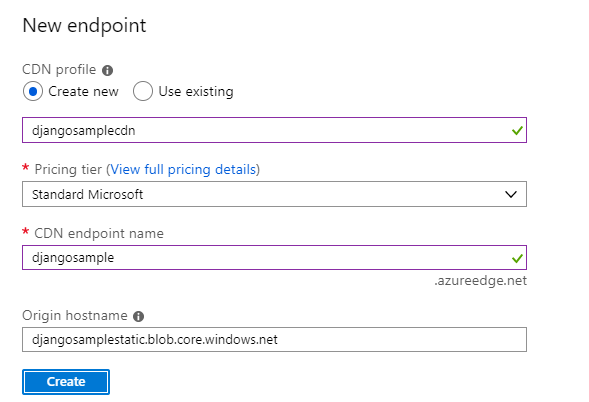 New endpoint
CDN profile
Create new Use existing
djangosamplecdn
* Pricing tier (View full pricing details)
Standard Microsoft
* CDN endpoint name
djangosample
.azureedge.net
Origin hostname
djangosamplestatic.blob.core.windows.net
Create